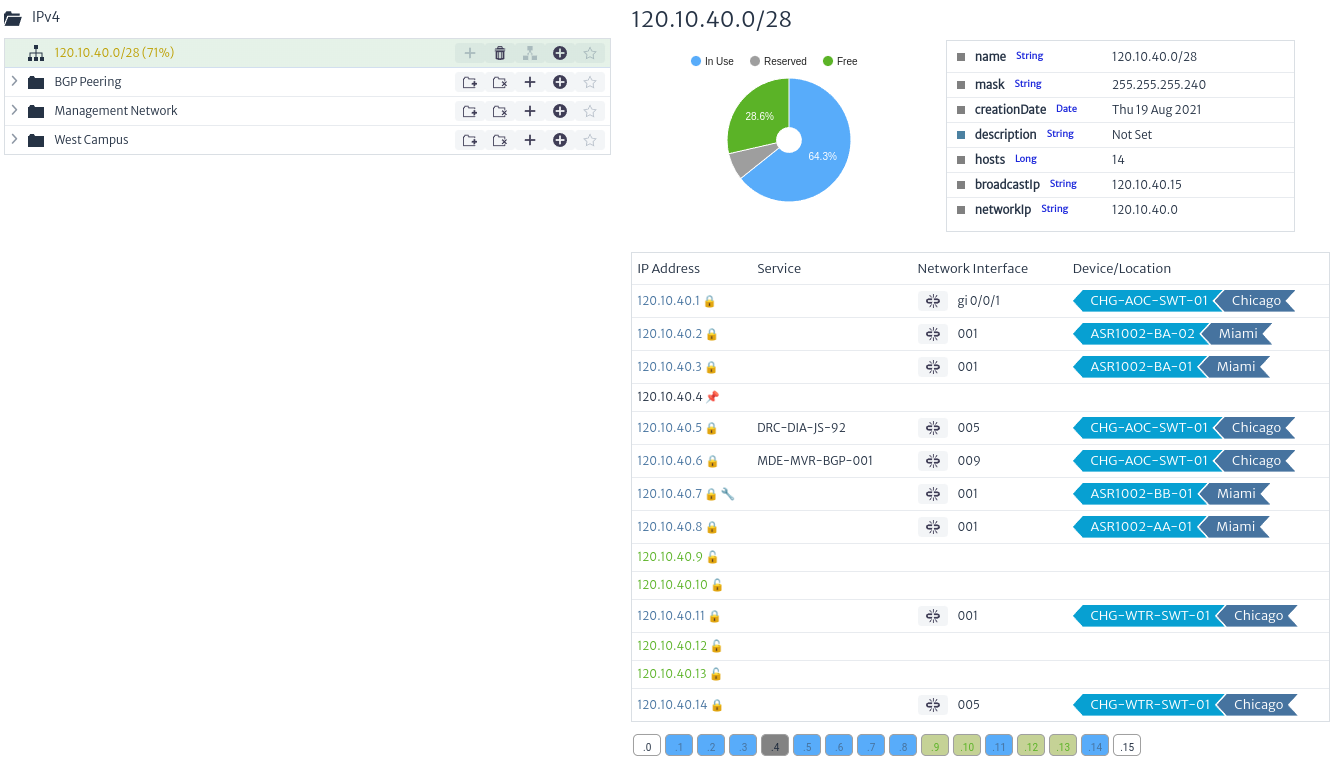 IPv4
120.10.40.0/28 (71%)
BGP Peering
Management Network
West Campus
120.10.40.0/28
In Use Reserved Free
28.6%
64.3%
name String 120.10.40.0/28
mask String 255.255.255.240
creationDate Date Thu 19 Aug 2021
description String Not Set
hosts Long 14
broadcastIp String 120.10.40.15
networkIp String 120.10.40.0
IP Address Service Network Interface Device/Location
120.10.40.1 gi 0/0/1 CHG-AOC-SWT-01 Chicago
120.10.40.2 001 ASR1002-BA-02 Miami
120.10.40.3 001 ASR1002-BA-01 Miami
120.10.40.4
120.10.40.5 DRC-DIA-JS-92 005 CHG-AOC-SWT-01 Chicago
120.10.40.6 MDE-MVR-BGP-001 009 CHG-AOC-SWT-01 Chicago
120.10.40.7 001 ASR1002-BB-01 Miami
120.10.40.8 001 ASR1002-AA-01 Miami
120.10.40.9
120.10.40.10
120.10.40.11 001 CHG-WTR-SWT-01 Chicago
120.10.40.12
120.10.40.13
120.10.40.14 005 CHG-WTR-SWT-01 Chicago
.0 .1 .2 .3 .4 .5 .6 .7 .8 .9 .10 .11 .12 .13 .14 .15